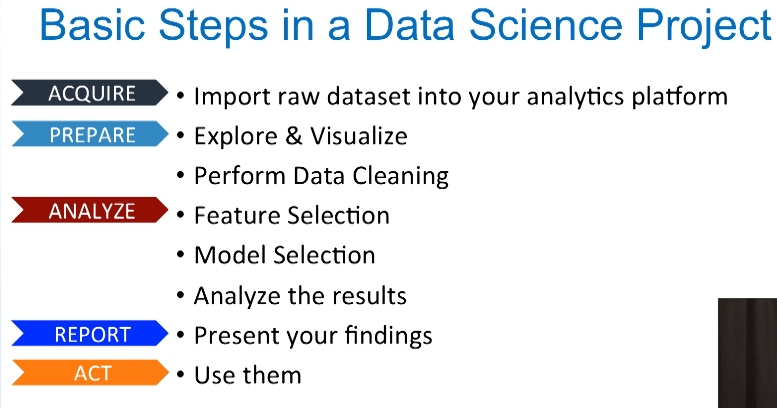 Basic Steps in a Data Science Project
ACQUIRE • Import raw dataset into your analytics platform
PREPARE • Explore & Visualize
• Perform Data Cleaning
ANALYZE • Feature Selection
• Model Selection
• Analyze the results
REPORT • Present your findings
ACT • Use them